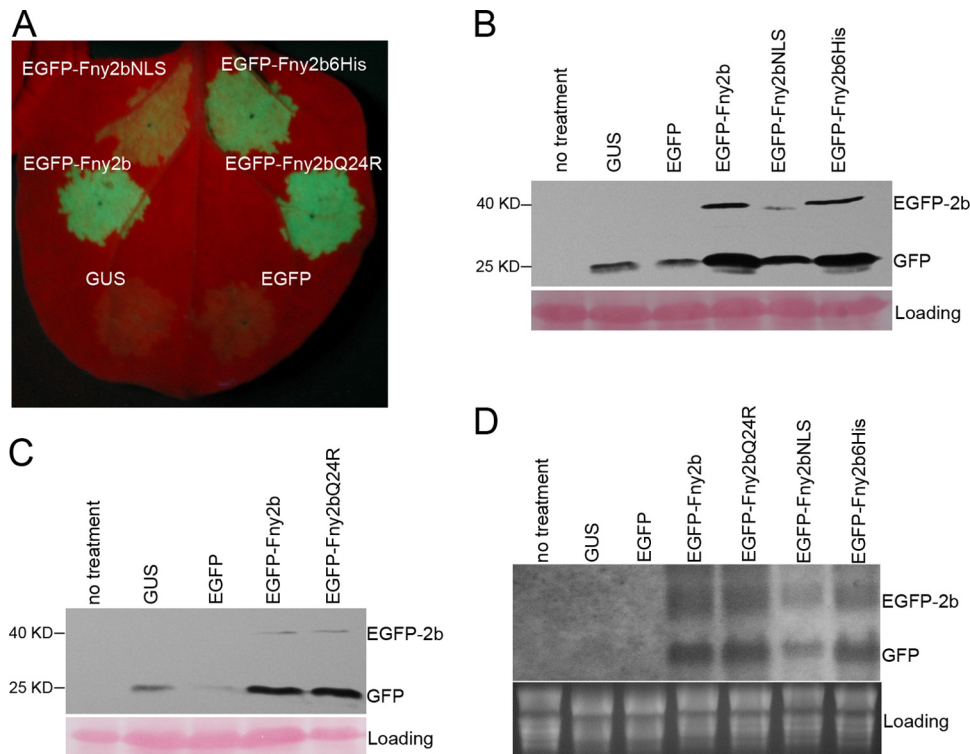 A
EGFP-Fny2bNLS
EGFP-Fny2b6His
EGFP-Fny2b
EGFP-Fny2bQ24R
GUS
EGFP
B
no treatment
GUS
EGFP
EGFP-Fny2b
EGFP-Fny2bNLS
EGFP-Fny2b6His
40 KD
EGFP-2b
25 KD
GFP
Loading
C
no treatment
GUS
EGFP
EGFP-Fny2b
EGFP-Fny2bQ24R
40 KD
EGFP-2b
25 KD
GFP
Loading
D
no treatment
GUS
EGFP
EGFP-Fny2b
EGFP-Fny2bQ24R
EGFP-Fny2bNLS
EGFP-Fny2b6His
EGFP-2b
GFP
Loading